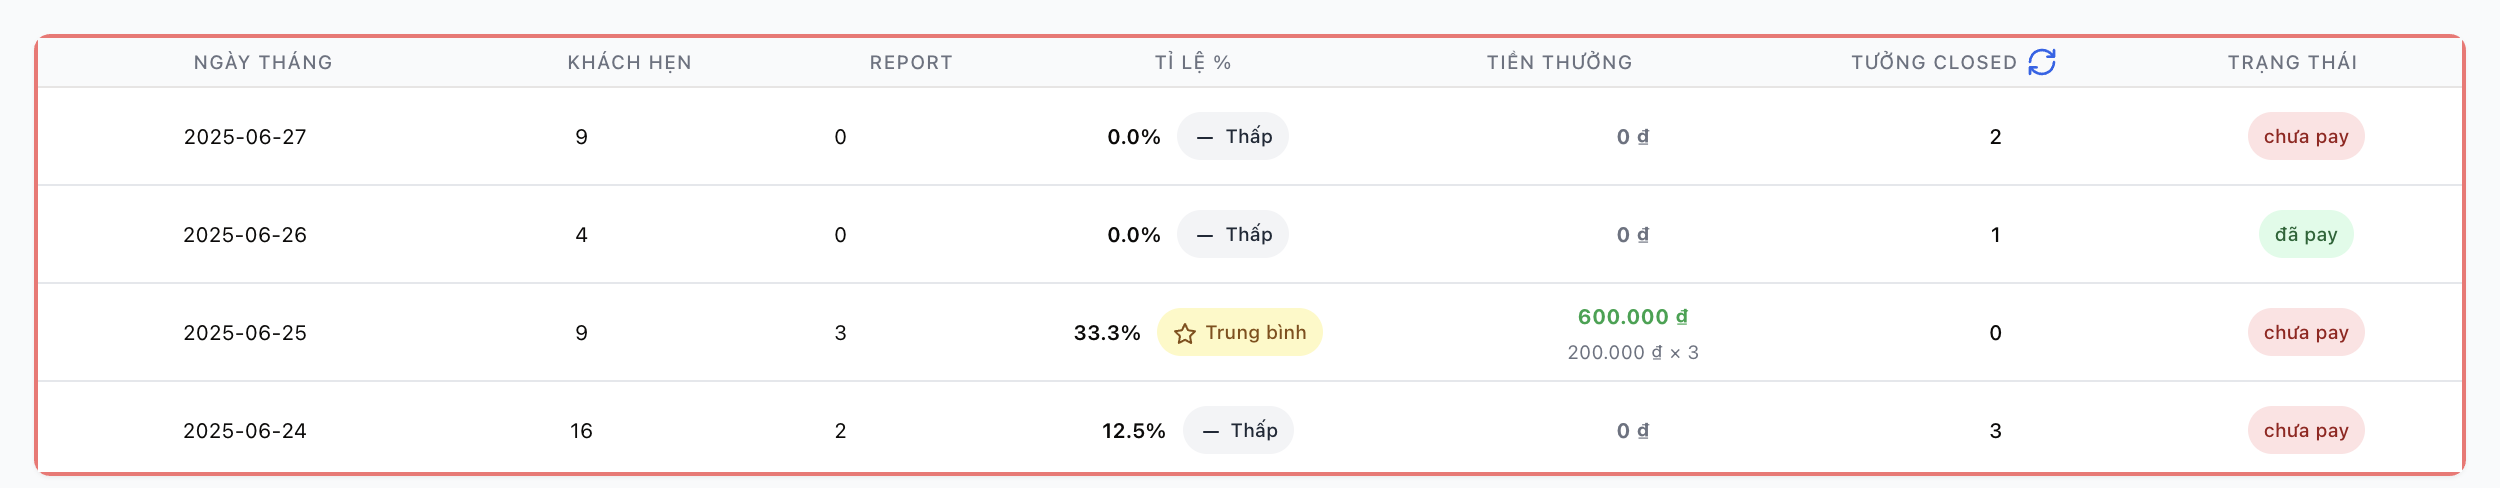 NGÀY THÁNG KHÁCH HẸN REPORT TỈ LỆ % TIỀN THƯỞNG TƯỞNG CLOSED TRẠNG THÁI
2025-06-27 9 0 0.0% — Thấp 0 ₫ 2 chưa pay
2025-06-26 4 0 0.0% — Thấp 0 ₫ 1 đã pay
2025-06-25 9 3 33.3% Trung bình 600.000 ₫ 0 chưa pay
200.000 ₫ × 3
2025-06-24 16 2 12.5% — Thấp 0 ₫ 3 chưa pay